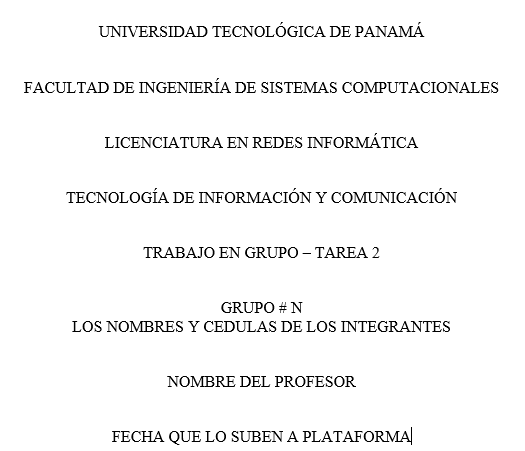 UNIVERSIDAD TECNOLÓGICA DE PANAMÁ
FACULTAD DE INGENIERÍA DE SISTEMAS COMPUTACIONALES
LICENCIATURA EN REDES INFORMÁTICA
TECNOLOGÍA DE INFORMACIÓN Y COMUNICACIÓN
TRABAJO EN GRUPO – TAREA 2
GRUPO # N
LOS NOMBRES Y CEDULAS DE LOS INTEGRANTES
NOMBRE DEL PROFESOR
FECHA QUE LO SUBEN A PLATAFORMA